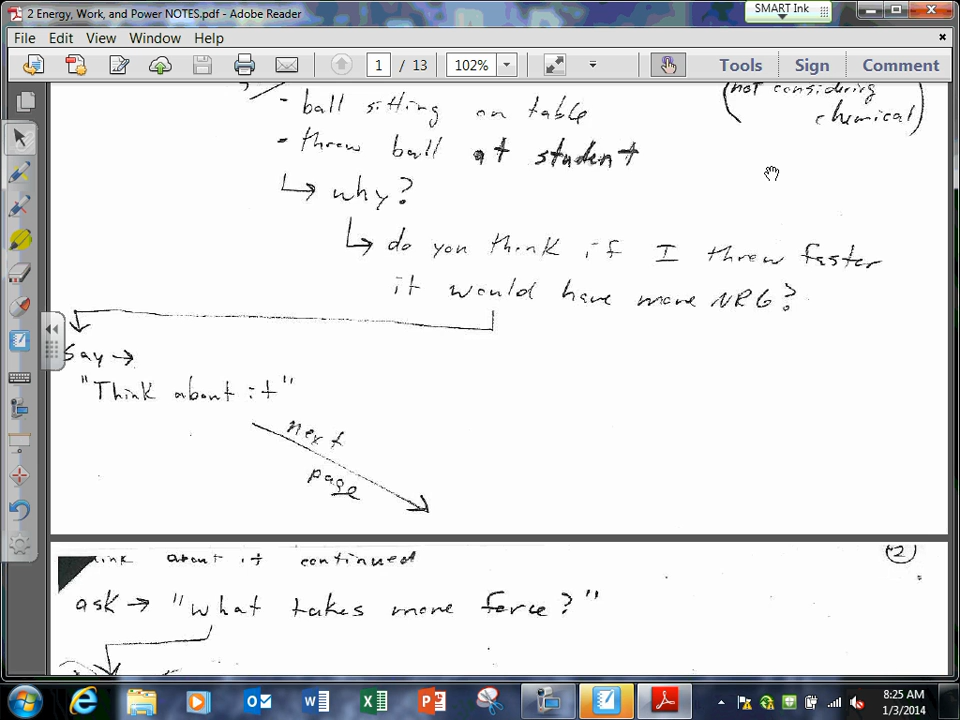 2 Energy, Work, and Power NOTES.pdf - Adobe Reader
SMART Ink
File Edit View Window Help
1 / 13 102% Tools Sign Comment
(not considering
chemical)
- ball sitting on table
- threw ball at student
↳ why?
↳ do you think if I threw faster
it would have more NRG?
Say →
"Think about it"
next
page
think about it continued
2
ask → "what takes more force?"
8:25 AM
1/3/2014